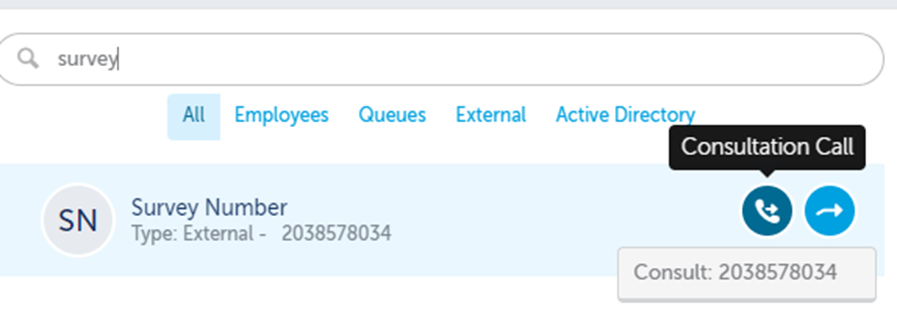 survey
All Employees Queues External Active Directory
Consultation Call
SN
Survey Number
Type: External - 2038578034
Consult: 2038578034